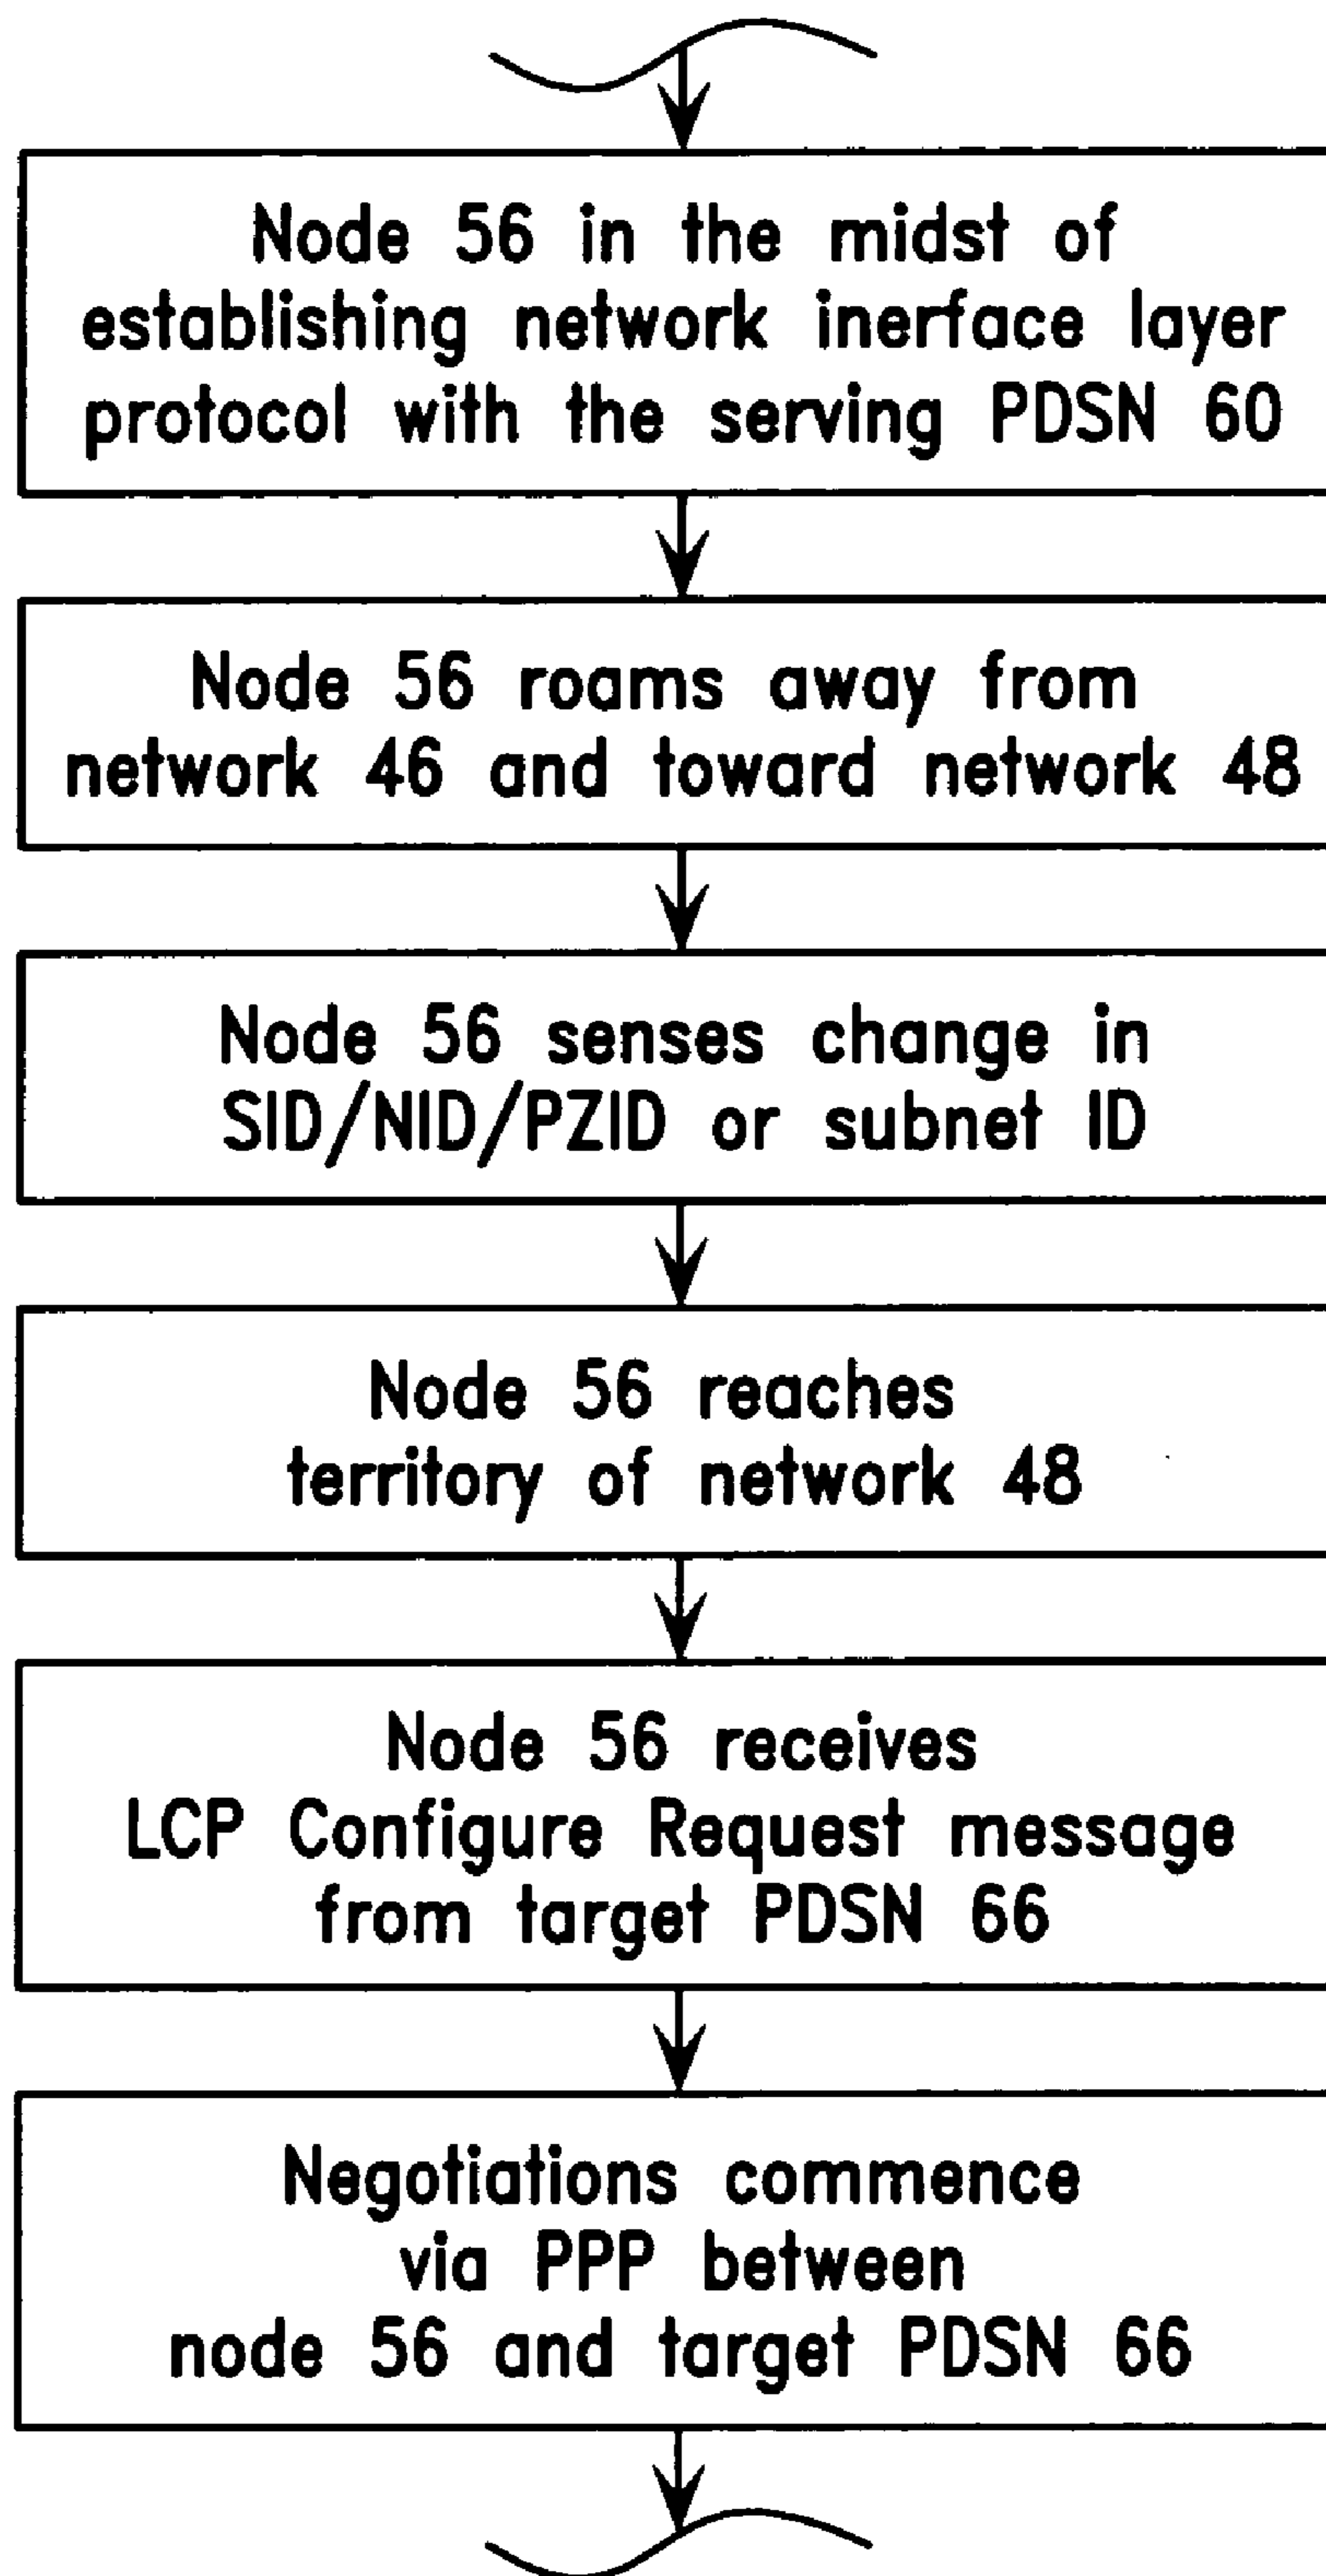 Node 56 in the midst of
establishing network inerface layer
protocol with the serving PDSN 60
Node 56 roams away from
network 46 and toward network 48
Node 56 senses change in
SID/NID/PZID or subnet ID
Node 56 reaches
territory of network 48
Node 56 receives
LCP Configure Request message
from target PDSN 66
Negotiations commence
via PPP between
node 56 and target PDSN 66